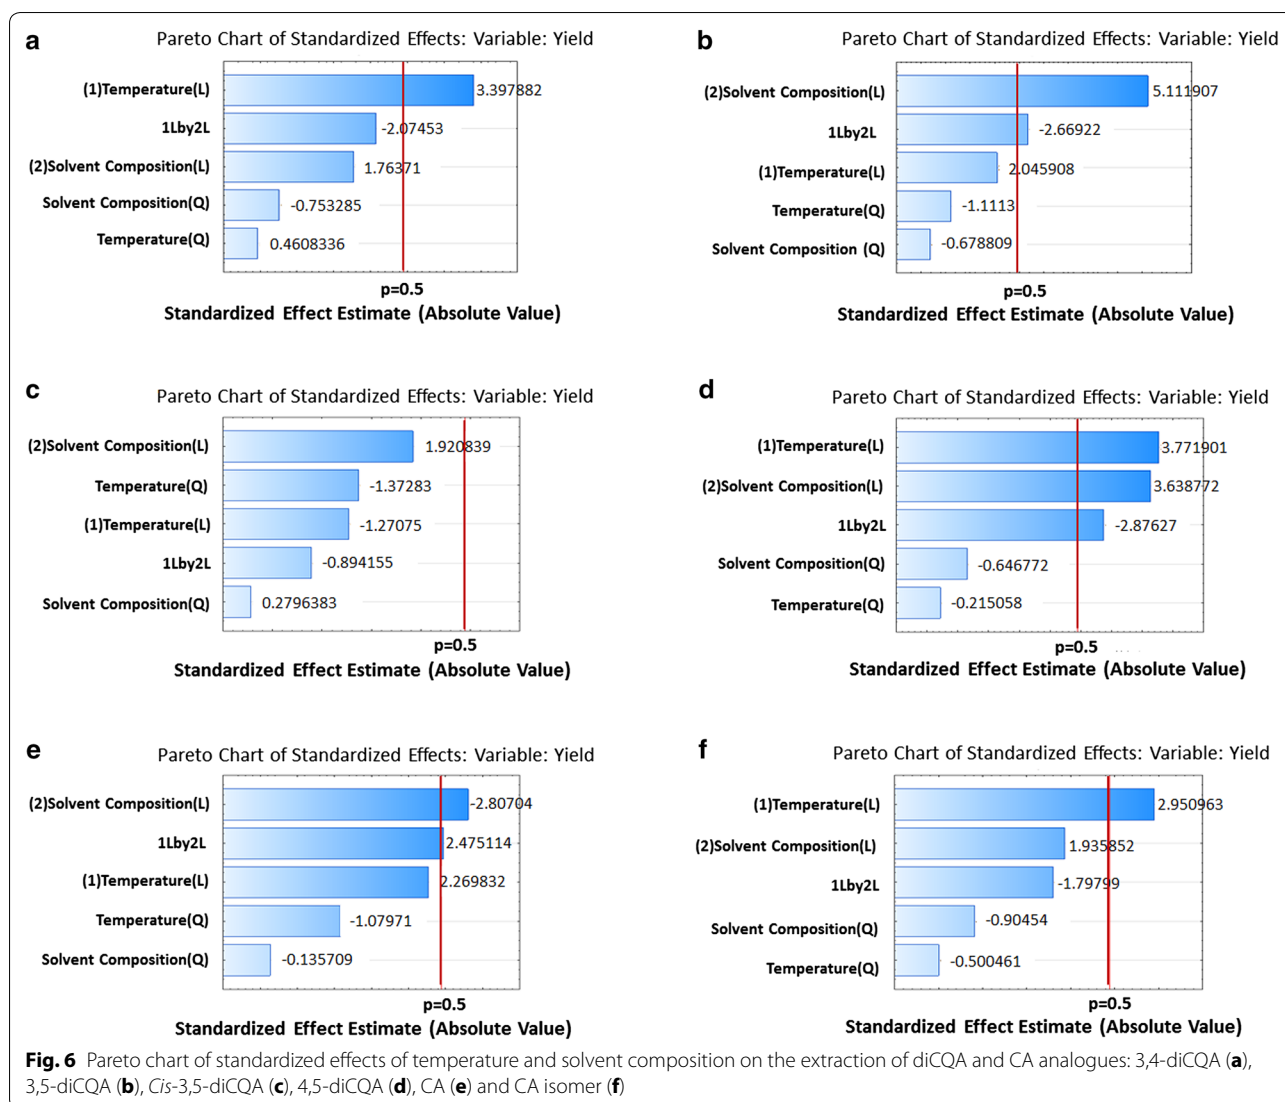 a
Pareto Chart of Standardized Effects: Variable: Yield
(1)Temperature(L)
3.397882
1Lby2L
-2.07453
(2)Solvent Composition(L)
1.76371
Solvent Composition(Q)
-0.753285
Temperature(Q)
0.4608336
p=0.5
Standardized Effect Estimate (Absolute Value)
b
Pareto Chart of Standardized Effects: Variable: Yield
(2)Solvent Composition(L)
5.111907
1Lby2L
-2.66922
(1)Temperature(L)
2.045908
Temperature(Q)
-1.1113
Solvent Composition (Q)
-0.678809
p=0.5
Standardized Effect Estimate (Absolute Value)
c
Pareto Chart of Standardized Effects: Variable: Yield
(2)Solvent Composition(L)
1.920839
Temperature(Q)
-1.37283
(1)Temperature(L)
-1.27075
1Lby2L
-0.894155
Solvent Composition(Q)
0.2796383
p=0.5
Standardized Effect Estimate (Absolute Value)
d
Pareto Chart of Standardized Effects: Variable: Yield
(1)Temperature(L)
3.771901
(2)Solvent Composition(L)
3.638772
1Lby2L
-2.87627
Solvent Composition(Q)
-0.646772
Temperature(Q)
-0.215058
p=0.5
Standardized Effect Estimate (Absolute Value)
e
Pareto Chart of Standardized Effects: Variable: Yield
(2)Solvent Composition(L)
-2.80704
1Lby2L
2.475114
(1)Temperature(L)
2.269832
Temperature(Q)
-1.07971
Solvent Composition(Q)
-0.135709
p=0.5
Standardized Effect Estimate (Absolute Value)
f
Pareto Chart of Standardized Effects: Variable: Yield
(1)Temperature(L)
2.950963
(2)Solvent Composition(L)
1.935852
1Lby2L
-1.79799
Solvent Composition(Q)
-0.90454
Temperature(Q)
-0.500461
p=0.5
Standardized Effect Estimate (Absolute Value)
Fig. 6 Pareto chart of standardized effects of temperature and solvent composition on the extraction of diCQA and CA analogues: 3,4-diCQA (a),
3,5-diCQA (b), Cis-3,5-diCQA (c), 4,5-diCQA (d), CA (e) and CA isomer (f)